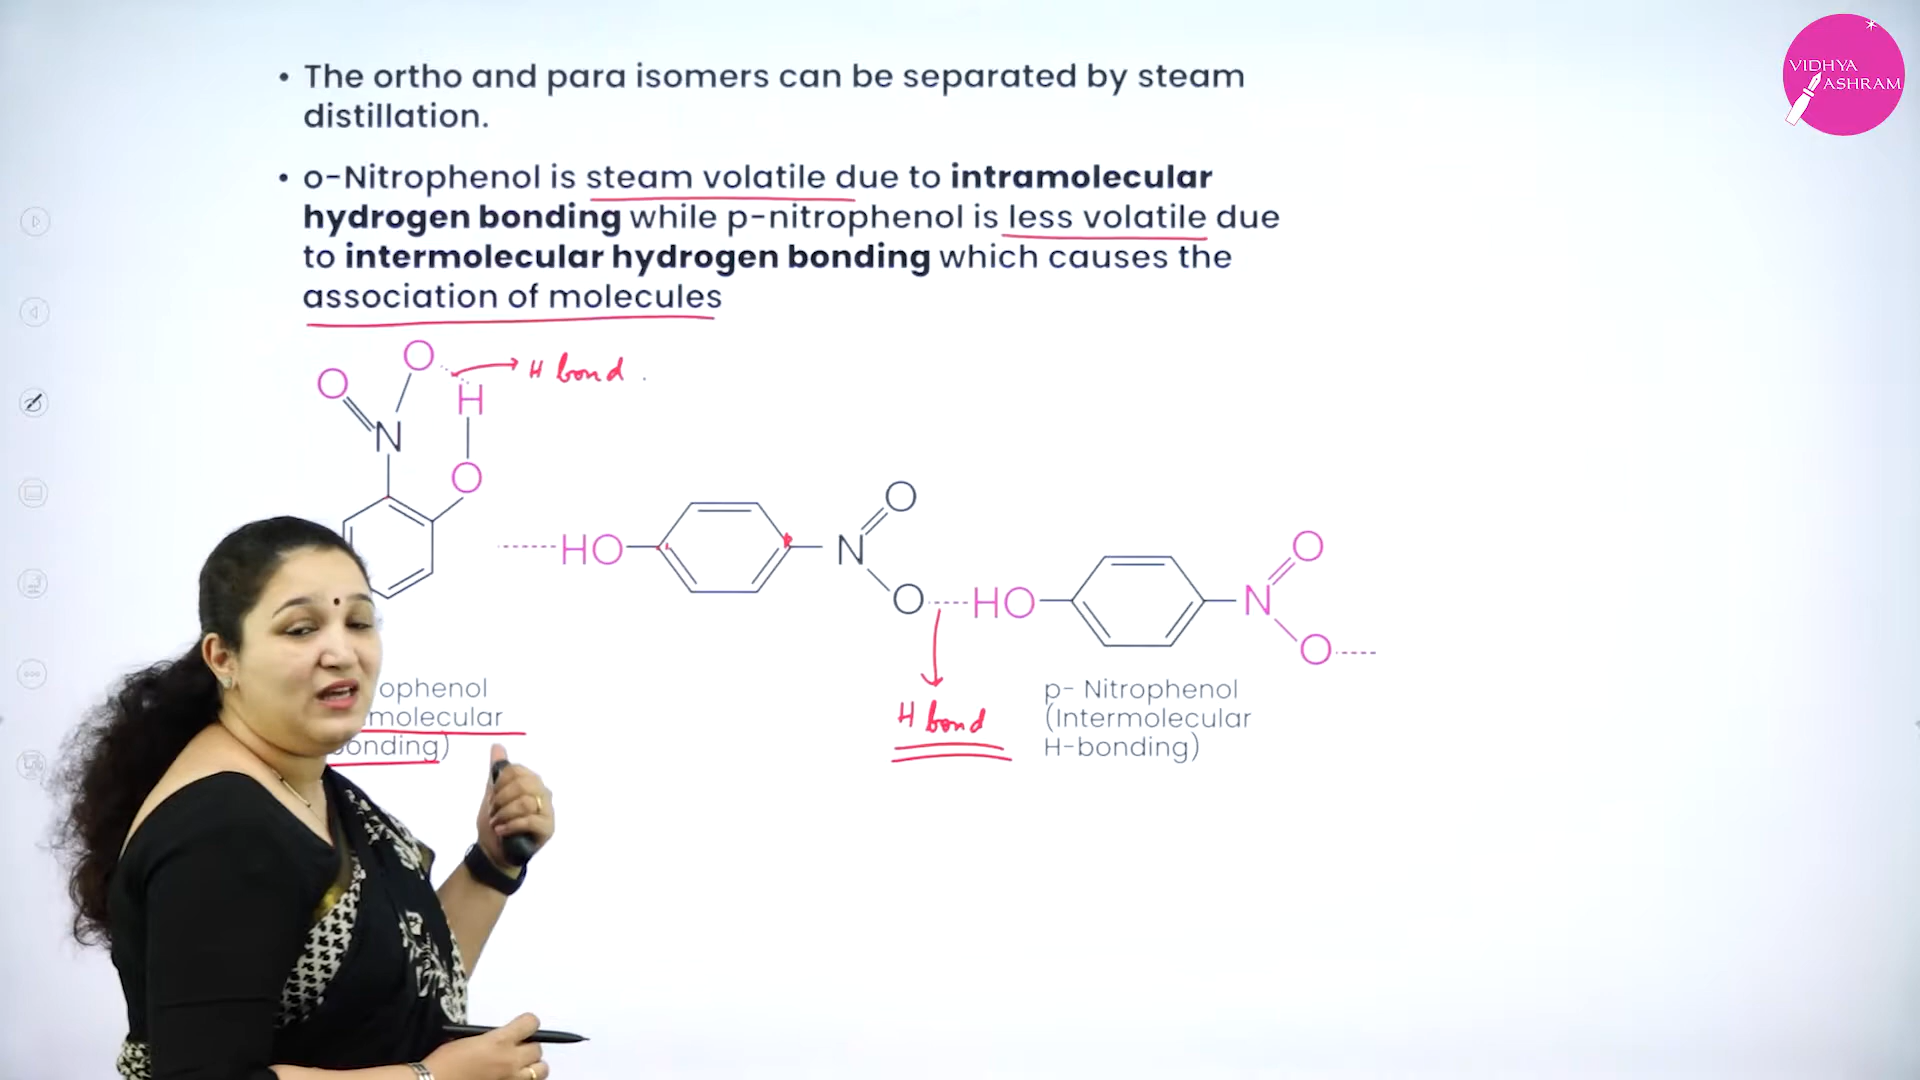 VIDHYA
ASHRAM
• The ortho and para isomers can be separated by steam
distillation.
• o-Nitrophenol is steam volatile due to intramolecular
hydrogen bonding while p-nitrophenol is less volatile due
to intermolecular hydrogen bonding which causes the
association of molecules
O
O
H bond.
H
N
O
O
HO
N
O
O
HO
N
O
ophenol
molecular
bonding)
H bond
p- Nitrophenol
(Intermolecular
H-bonding)